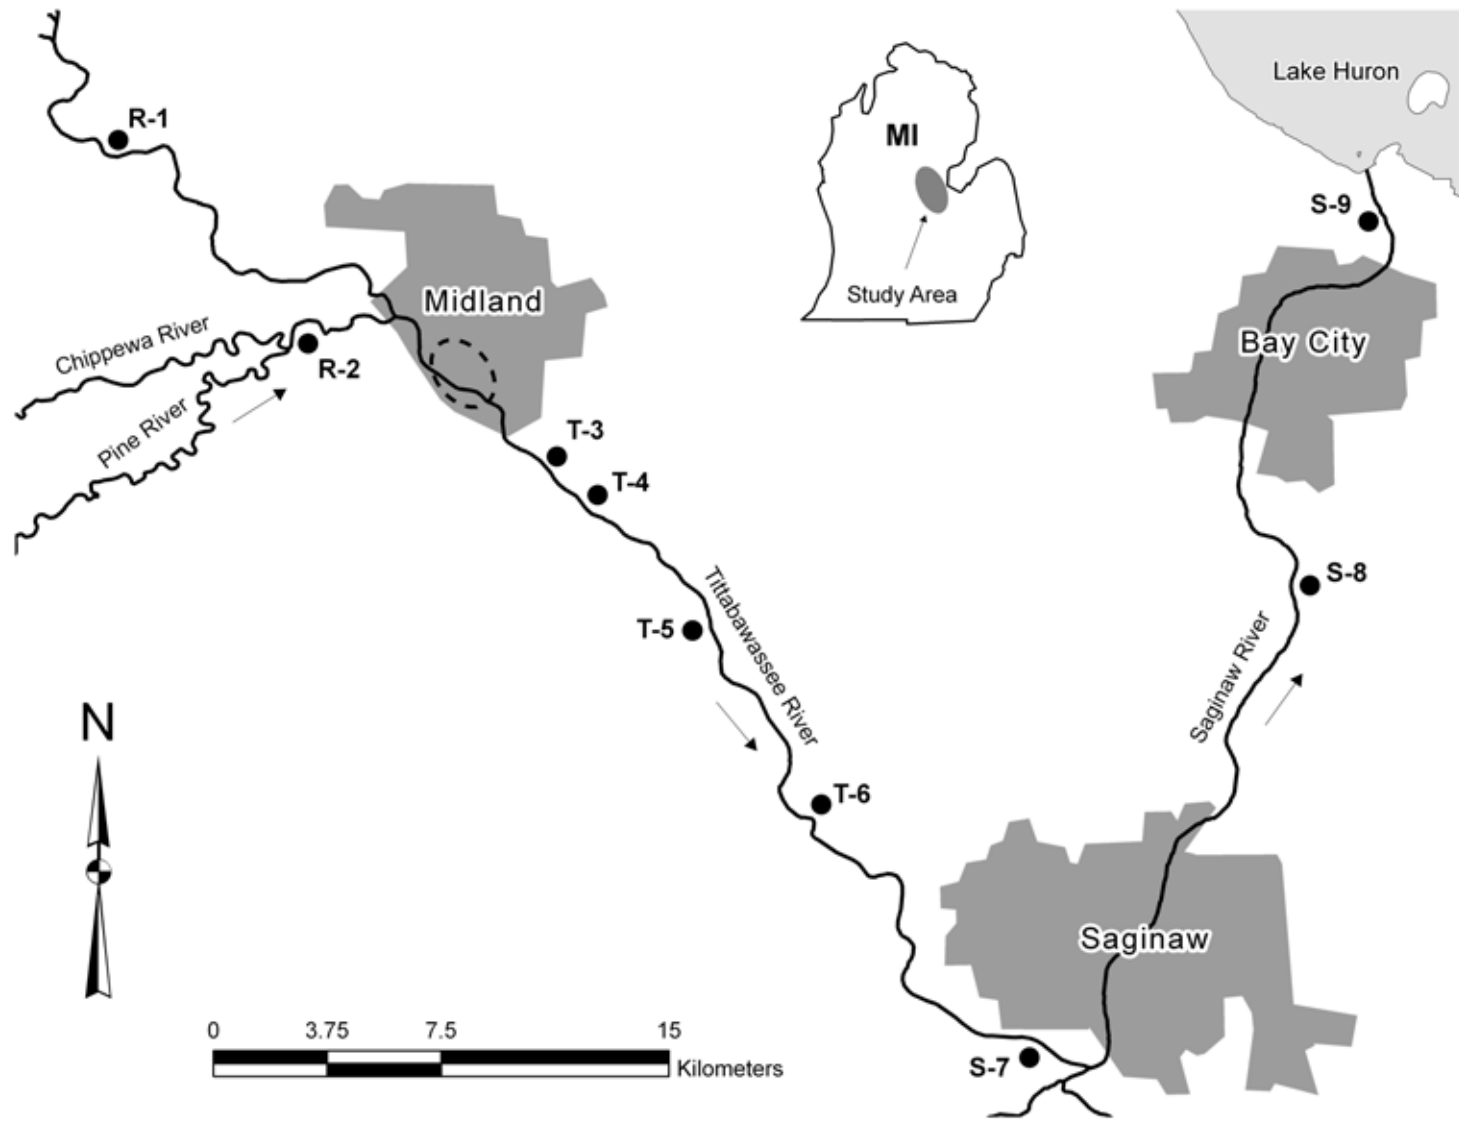 Lake Huron
R-1
MI
S-9
Study Area
Midland
Chippewa River
R-2
Bay City
Pine River
T-3
T-4
S-8
T-5
Tittabawassee River
Saginaw River
N
T-6
Saginaw
0 3.75 7.5 15
Kilometers
S-7